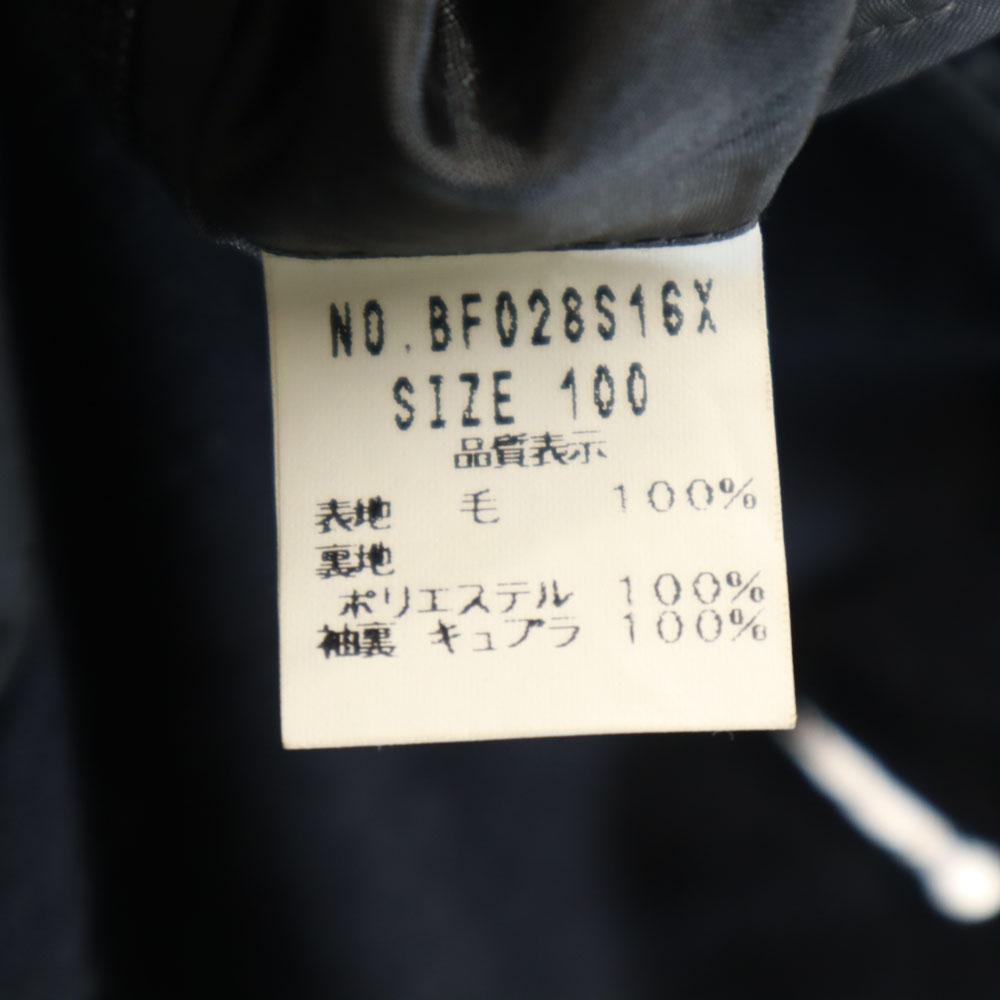 NO.BF028S16X
SIZE 100
品質表示
表地 毛 100%
裏地
ポリエステル 100%
袖裏 キュプラ 100%